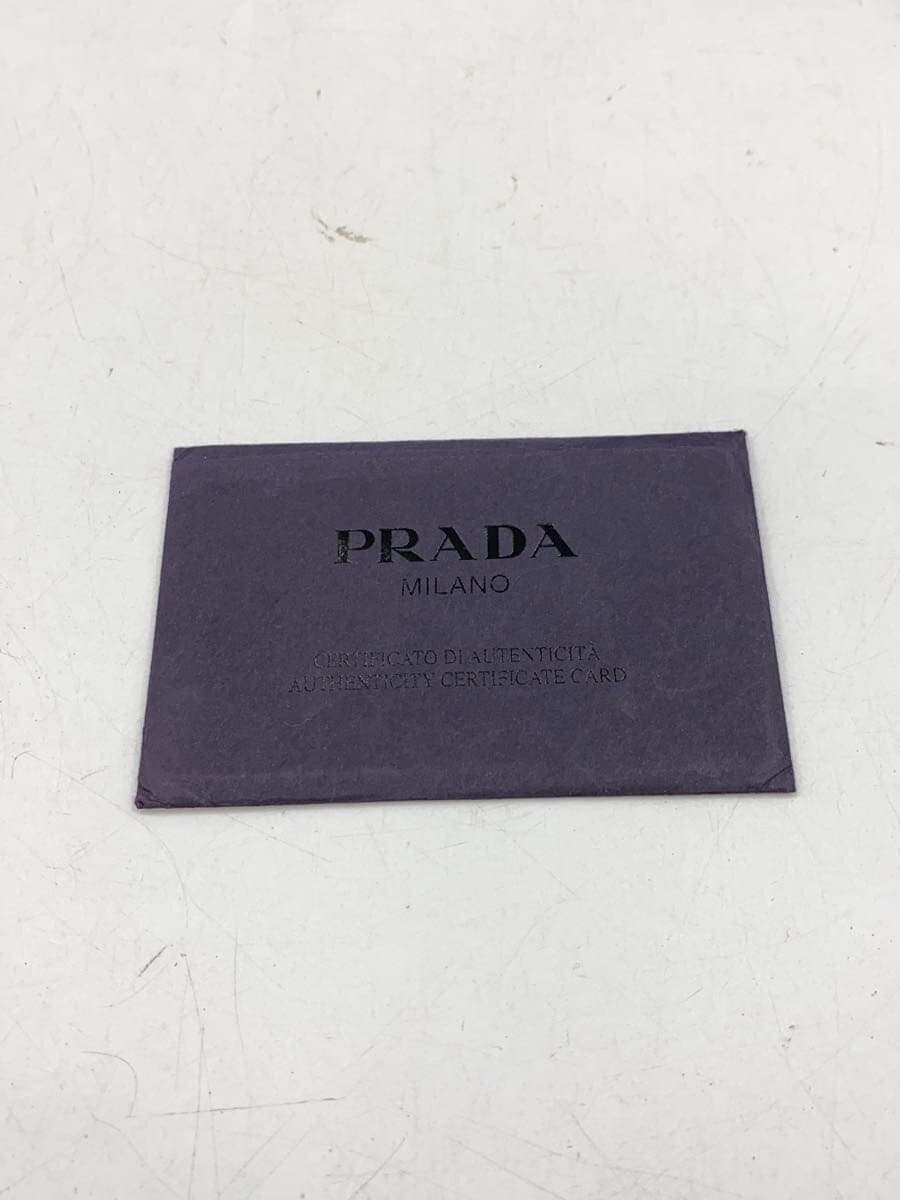 PRADA
MILANO
CERTIFICATO DI AUTENTICITÀ
AUTHENTICITY CERTIFICATE CARD